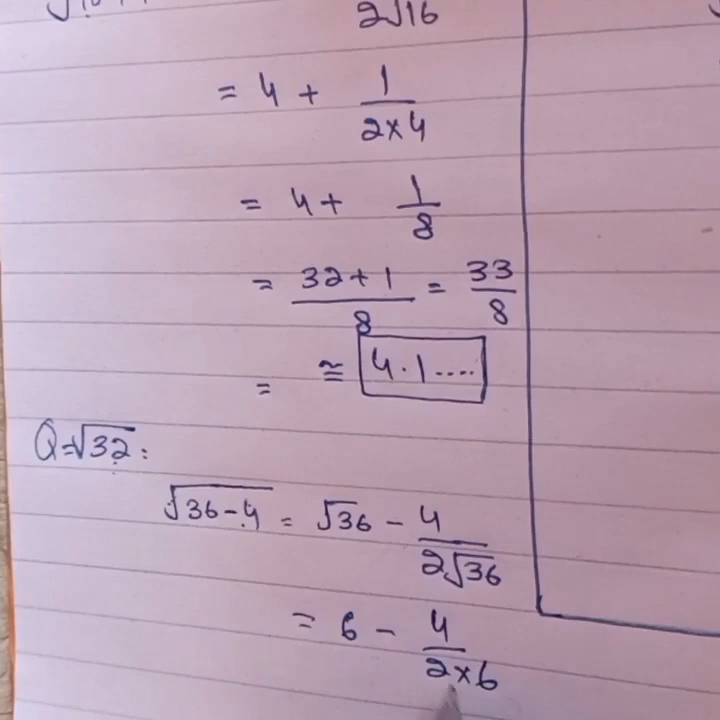 2√16
= 4 + 1/(2×4)
= 4 + 1/8
= (32+1)/8 = 33/8
= ≅ 4.1....
Q=√32:
√(36-4) = √36 - 4/(2√36)
= 6 - 4/(2×6)